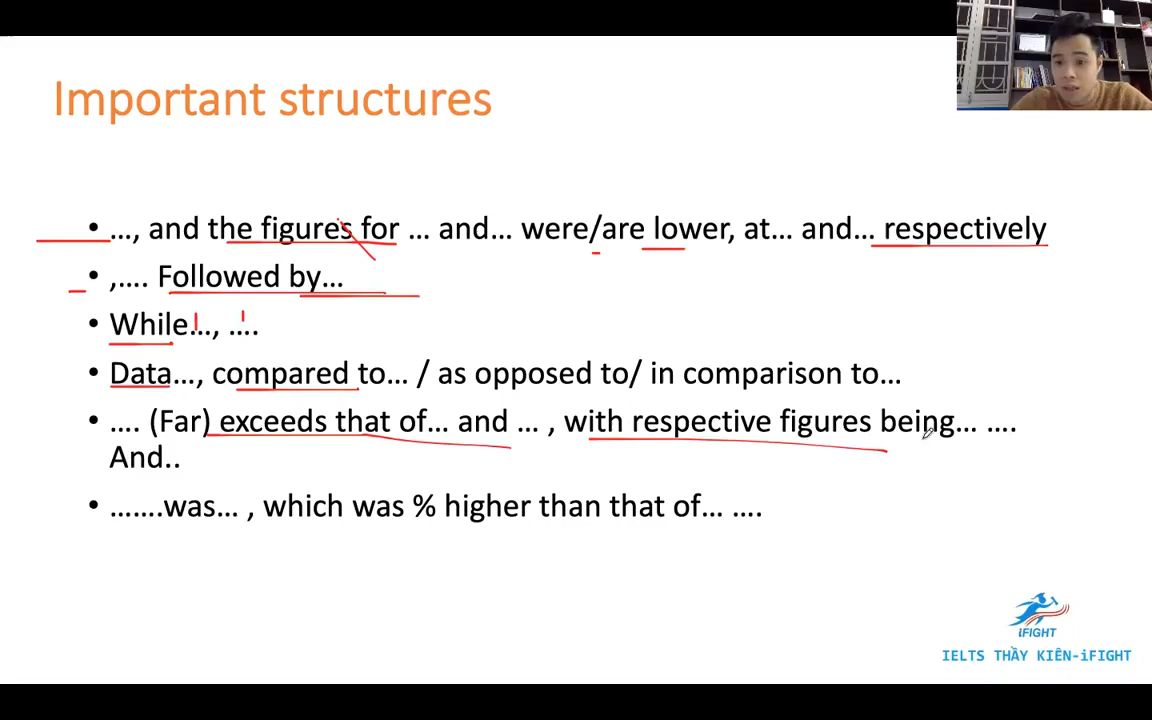 Important structures
• …, and the figures for … and… were/are lower, at… and… respectively
• ,…. Followed by…
• While…, ….
• Data…, compared to… / as opposed to/ in comparison to…
• …. (Far) exceeds that of… and … , with respective figures being… ….
And..
• …….was… , which was % higher than that of… ….
iFIGHT
IELTS THẦY KIÊN-iFIGHT